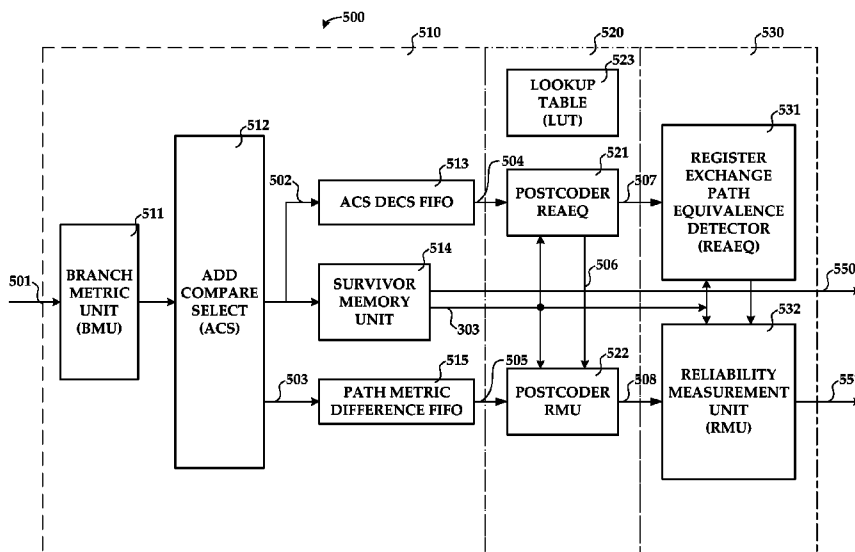 500
510
520
530
523
LOOKUP
TABLE
(LUT)
512
531
513
504
521
507
502
ACS DECS FIFO
POSTCODER
REAEQ
REGISTER
EXCHANGE
PATH
EQUIVALENCE
DETECTOR
(REAEQ)
511
514
501
BRANCH
METRIC
UNIT
(BMU)
ADD
COMPARE
SELECT
(ACS)
SURVIVOR
MEMORY
UNIT
506
550
303
532
503
515
505
522
508
PATH METRIC
DIFFERENCE FIFO
POSTCODER
RMU
RELIABILITY
MEASUREMENT
UNIT
(RMU)